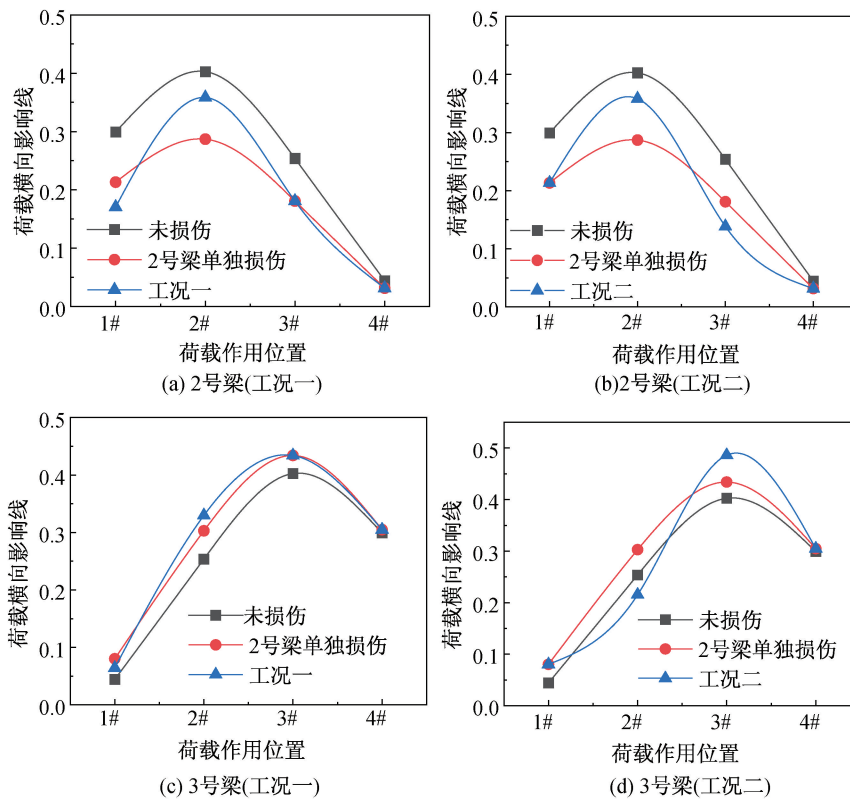 荷载横向影响线
0.5
0.4
0.3
0.2
0.1
0.0
未损伤
2号梁单独损伤
工况一
1# 2# 3# 4#
荷载作用位置
(a) 2号梁(工况一)
荷载横向影响线
0.5
0.4
0.3
0.2
0.1
0.0
未损伤
2号梁单独损伤
工况二
1# 2# 3# 4#
荷载作用位置
(b)2号梁(工况二)
荷载横向影响线
0.5
0.4
0.3
0.2
0.1
0.0
未损伤
2号梁单独损伤
工况一
1# 2# 3# 4#
荷载作用位置
(c) 3号梁(工况一)
荷载横向影响线
0.5
0.4
0.3
0.2
0.1
0.0
未损伤
2号梁单独损伤
工况二
1# 2# 3# 4#
荷载作用位置
(d) 3号梁(工况二)